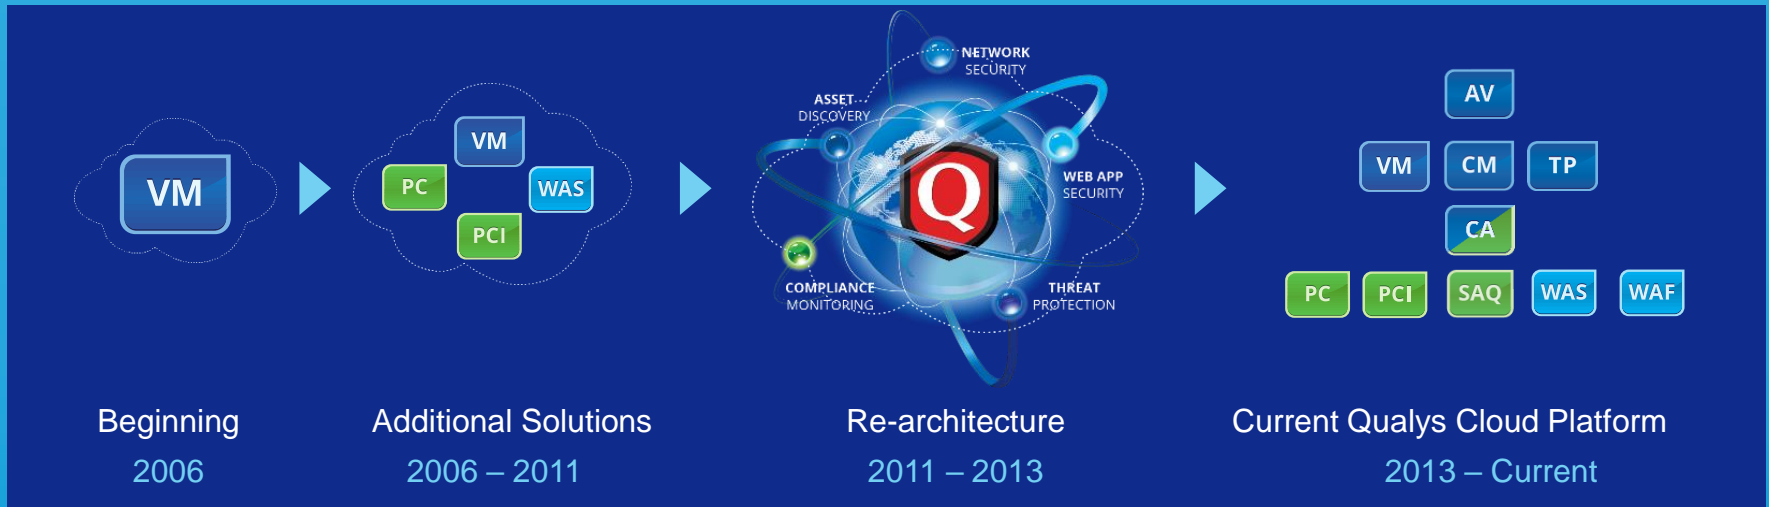 VM
VM
PC
WAS
PCI
NETWORK
SECURITY
ASSET
DISCOVERY
WEB APP
SECURITY
Q
COMPLIANCE
MONITORING
THREAT
PROTECTION
AV
VM CM TP
CA
PC PCI SAQ WAS WAF
Beginning
2006
Additional Solutions
2006 – 2011
Re-architecture
2011 – 2013
Current Qualys Cloud Platform
2013 – Current